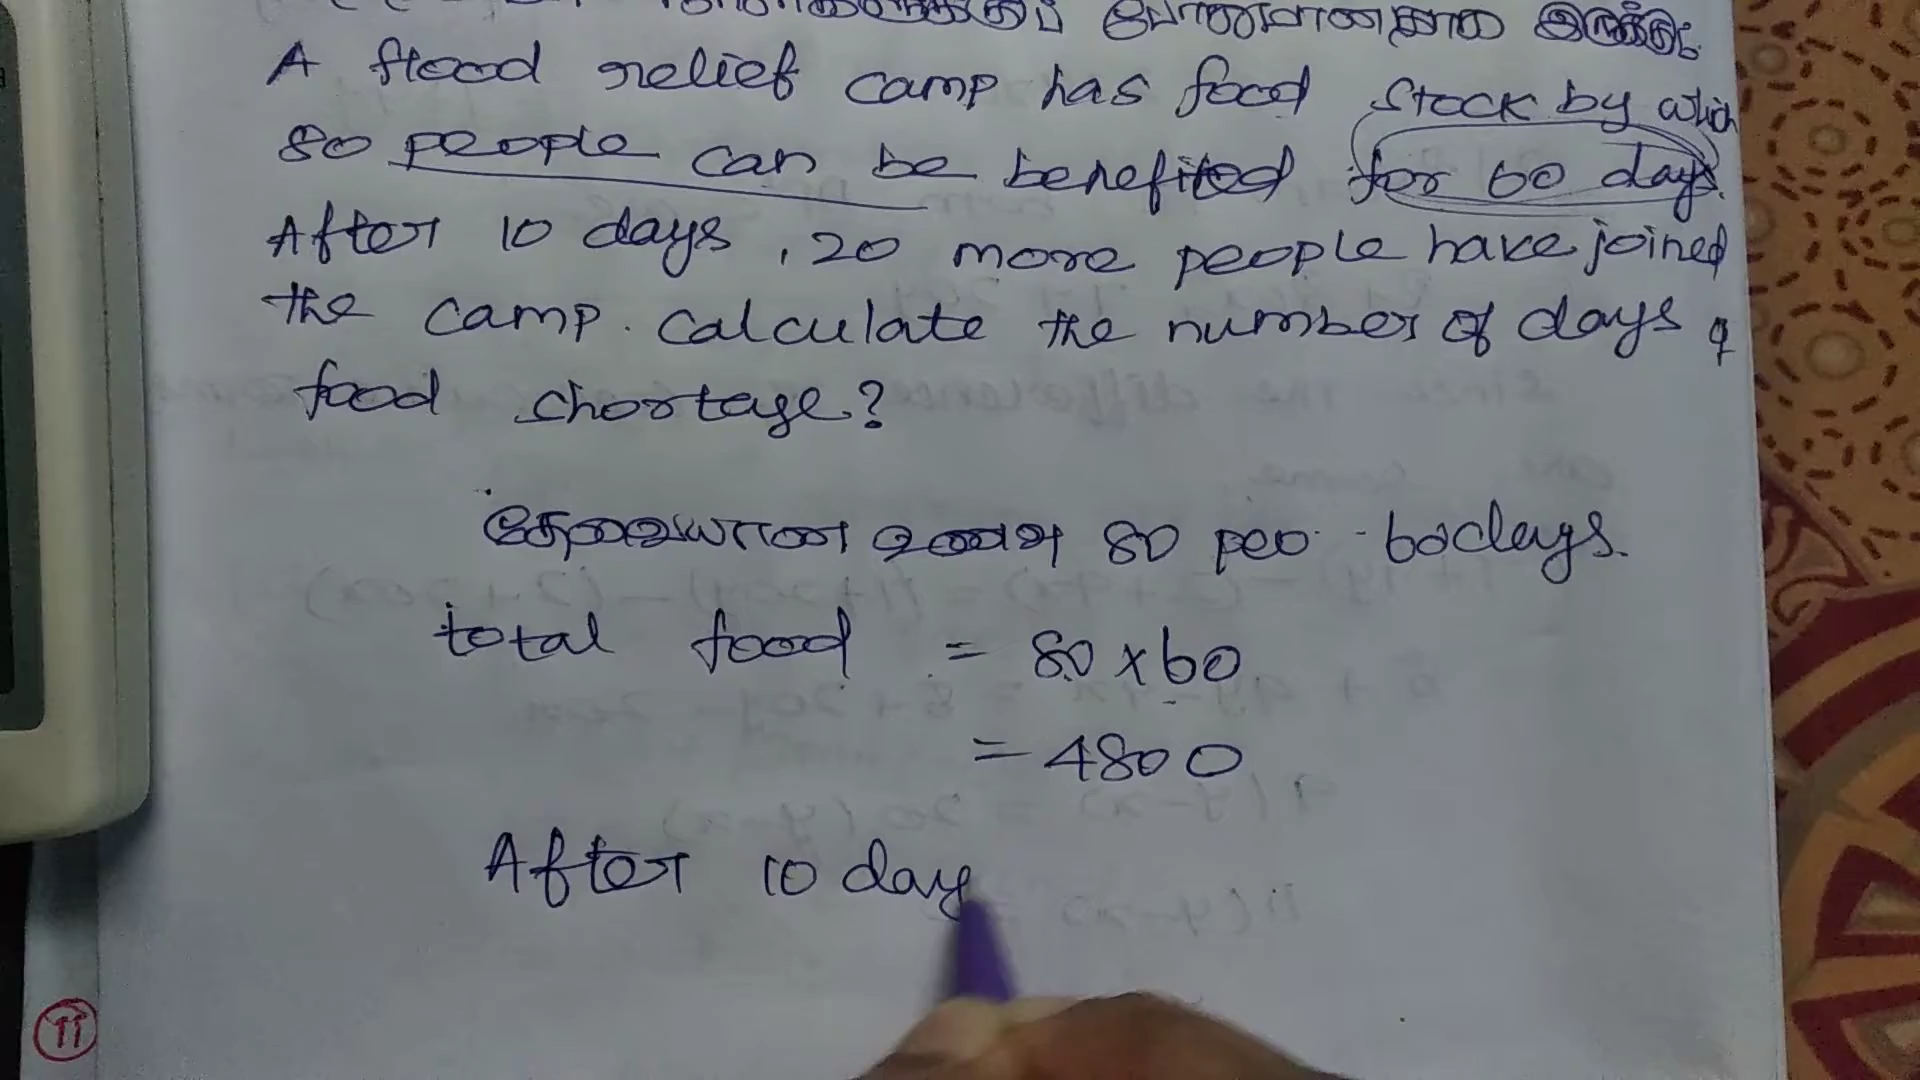 A flood relief camp has food stock by which
80 people can be benefited for 60 days.
After 10 days, 20 more people have joined
the camp. calculate the number of days of
food shortage?
தேவையான உணவு 80 peo 60days.
total food = 80 x 60
= 4800
After 10 day
11